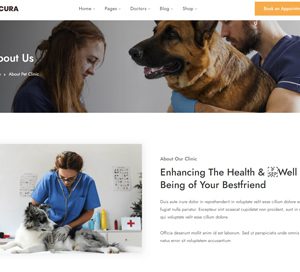 CURA
Home Pages Doctors Blog Shop
Book an Appointment
bout Us
About Pet Clinic
About Our Clinic
Enhancing The Health & Well
Being of Your Bestfriend
Duis aute irure dolor in reprehenderit in voluptate velit esse cillum dolore
fugiat nulla pariatur. Excepteur sint occaecat cupidatat non proident, sunt in
qui voluptate velit esse cillum dolore.
Officia deserunt mollit anim id est laborum. Sed ut perspiciatis unde omnis
natus error sit voluptatem accusantium